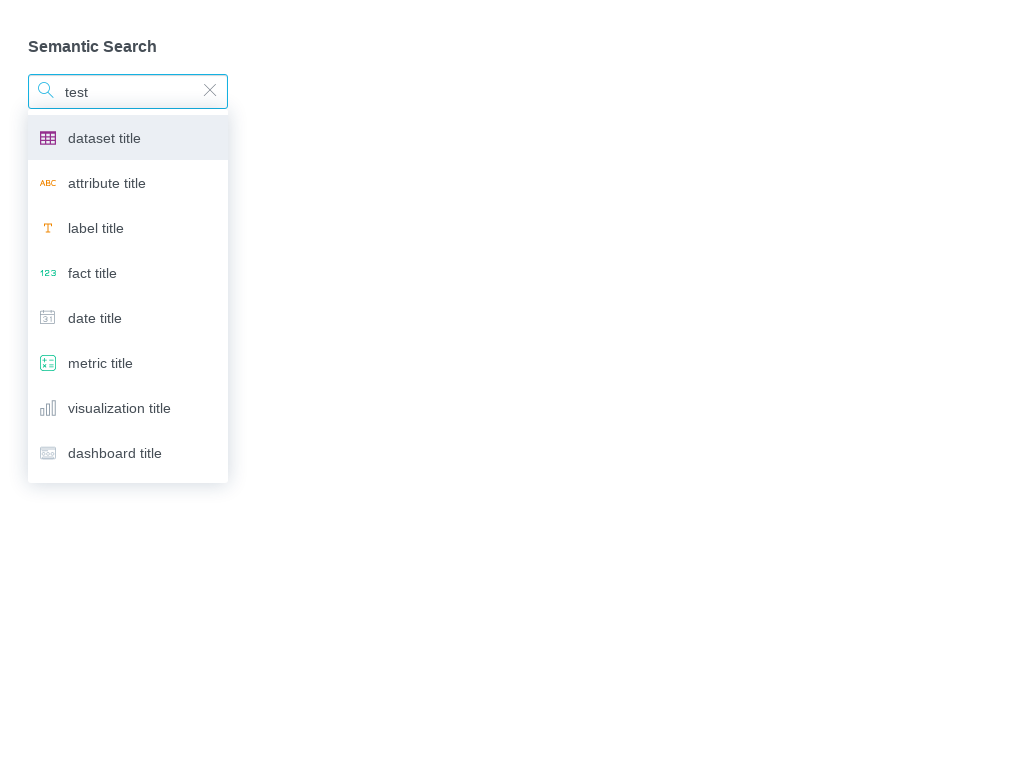 Semantic Search
test
dataset title
ABC attribute title
T label title
123 fact title
31 date title
metric title
visualization title
dashboard title